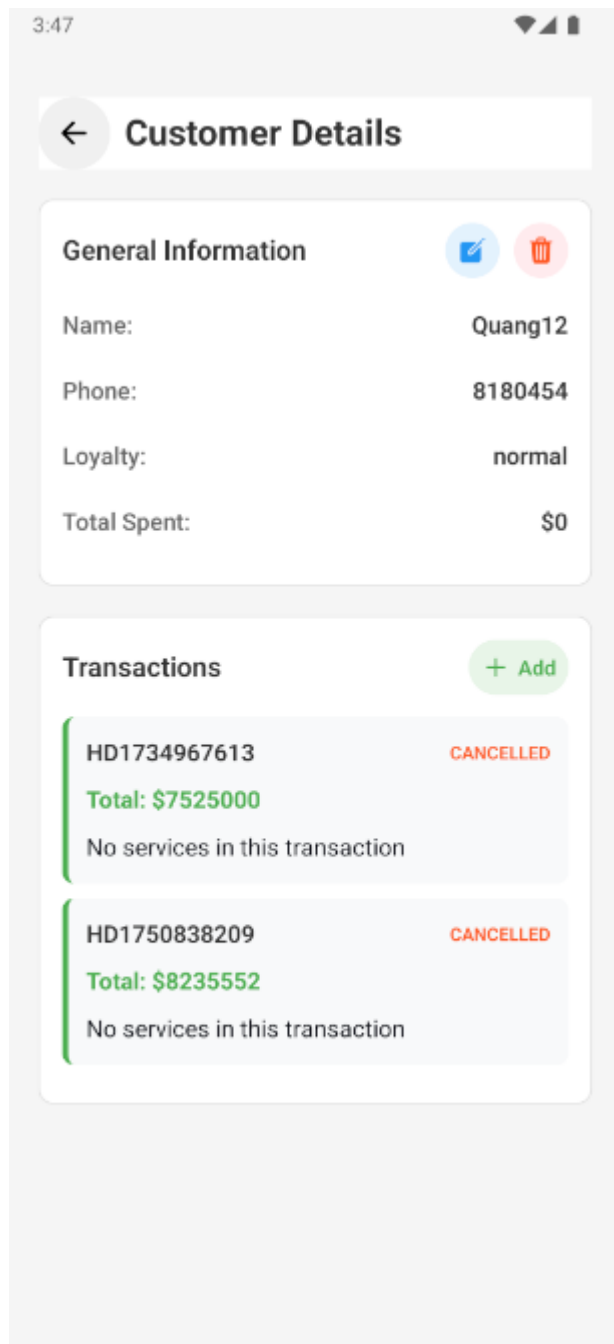 3:47
Customer Details
General Information
Name: Quang12
Phone: 8180454
Loyalty: normal
Total Spent: $0
Transactions + Add
HD1734967613 CANCELLED
Total: $7525000
No services in this transaction
HD1750838209 CANCELLED
Total: $8235552
No services in this transaction